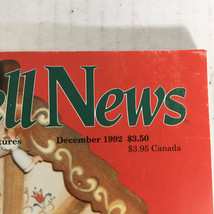 ell News
tures December 1992 $3.50
$3.95 Canada